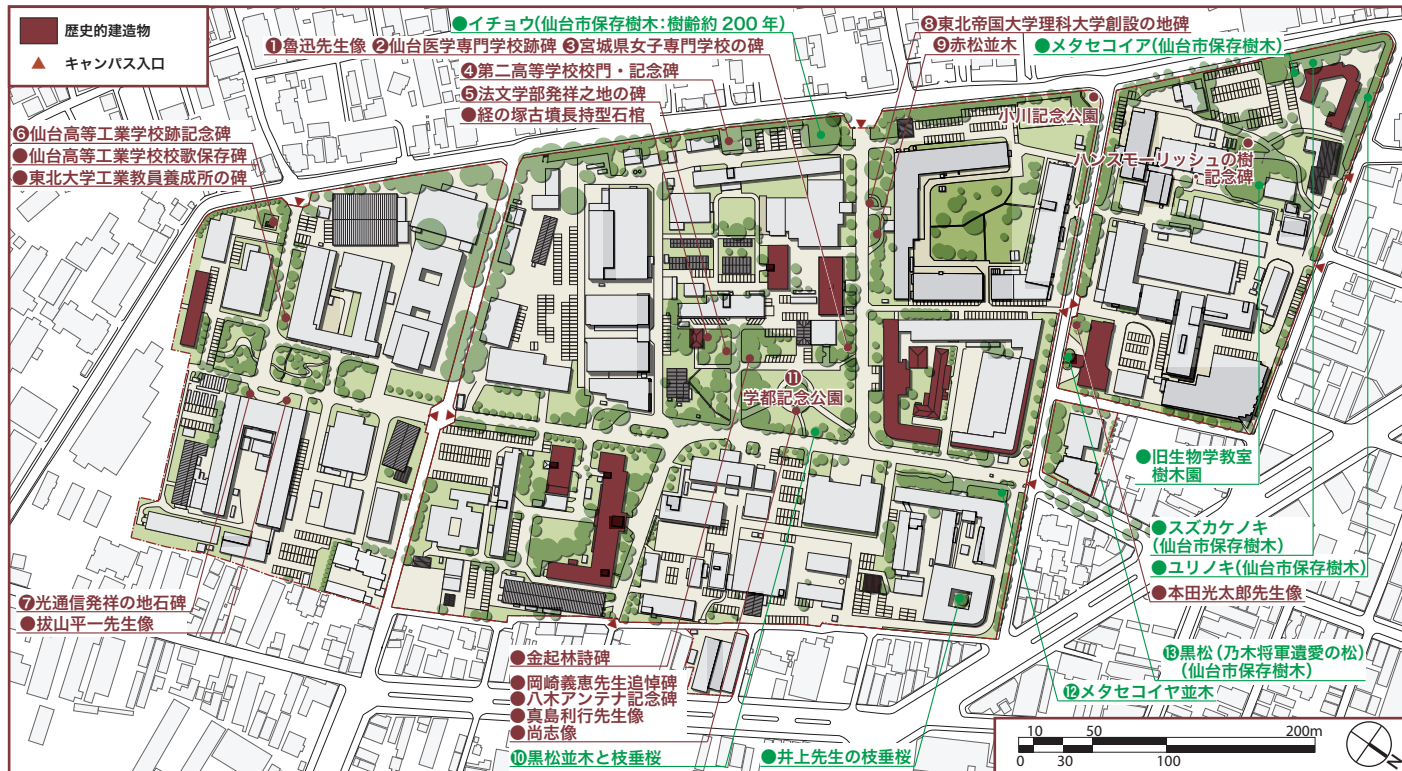 歴史的建造物
▲ キャンパス入口
●イチョウ(仙台市保存樹木:樹齢約200年)
❶魯迅先生像 ❷仙台医学専門学校跡碑 ❸宮城県女子専門学校の碑
❹第二高等学校校門・記念碑
❺法文学部発祥之地の碑
●経の塚古墳長持型石棺
❽東北帝国大学理科大学創設の地碑
❾赤松並木
●メタセコイア(仙台市保存樹木)
❻仙台高等工業学校跡記念碑
●仙台高等工業学校校歌保存碑
●東北大学工業教員養成所の碑
小川記念公園
ハンスモーリッシュの樹
・記念碑
⓫
学都記念公園
●旧生物学教室
樹木園
●スズカケノキ
(仙台市保存樹木)
●ユリノキ(仙台市保存樹木)
●本田光太郎先生像
❼光通信発祥の地石碑
●抜山平一先生像
●金起林詩碑
●岡崎義恵先生追悼碑
●八木アンテナ記念碑
●真島利行先生像
●尚志像
❿黒松並木と枝垂桜
●井上先生の枝垂桜
⓭黒松(乃木将軍遺愛の松)
(仙台市保存樹木)
⓬メタセコイヤ並木
10 50 200m
0 30 100
N